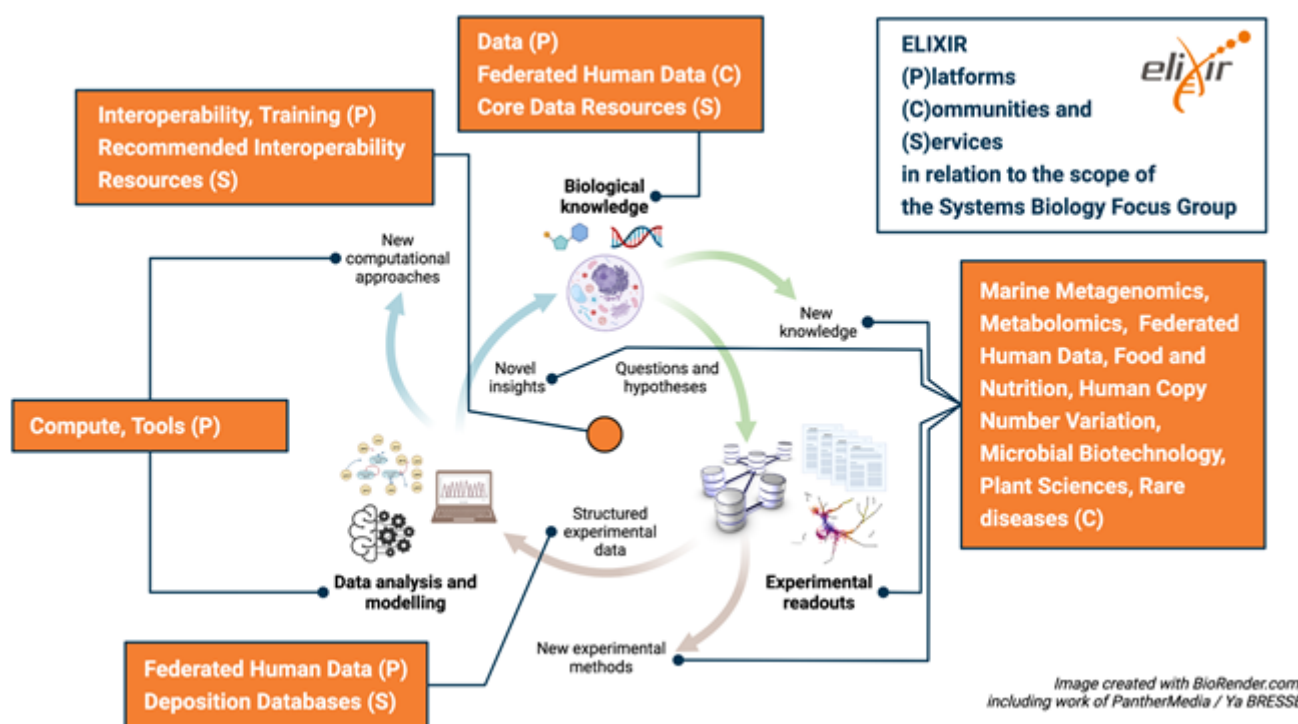 Data (P)
Federated Human Data (C)
Core Data Resources (S)
ELIXIR
(P)latforms
(C)ommunities and
(S)ervices
in relation to the scope of
the Systems Biology Focus Group
elixir
Interoperability, Training (P)
Recommended Interoperability
Resources (S)
Biological
knowledge
New
computational
approaches
New
knowledge
Marine Metagenomics,
Metabolomics, Federated
Human Data, Food and
Nutrition, Human Copy
Number Variation,
Microbial Biotechnology,
Plant Sciences, Rare
diseases (C)
Novel
insights
Questions and
hypotheses
Compute, Tools (P)
Structured
experimental
data
Data analysis and
modelling
Experimental
readouts
New experimental
methods
Federated Human Data (P)
Deposition Databases (S)
Image created with BioRender.com
including work of PantherMedia / Ya BRESSE